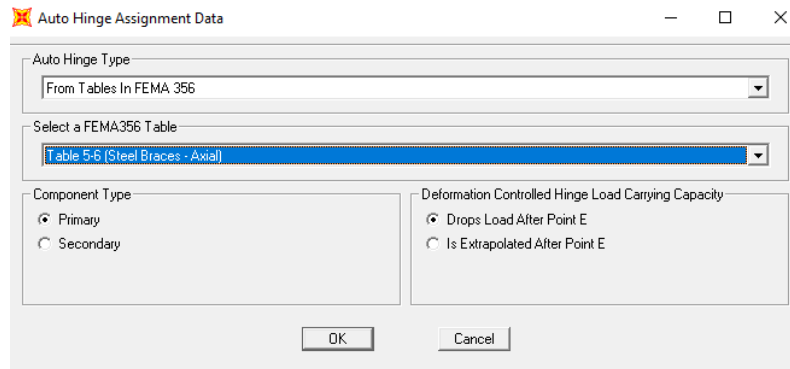 Auto Hinge Assignment Data
Auto Hinge Type
From Tables In FEMA 356
Select a FEMA356 Table
Table 5-6 (Steel Braces - Axial)
Component Type
Primary
Secondary
Deformation Controlled Hinge Load Carrying Capacity
Drops Load After Point E
Is Extrapolated After Point E
OK
Cancel